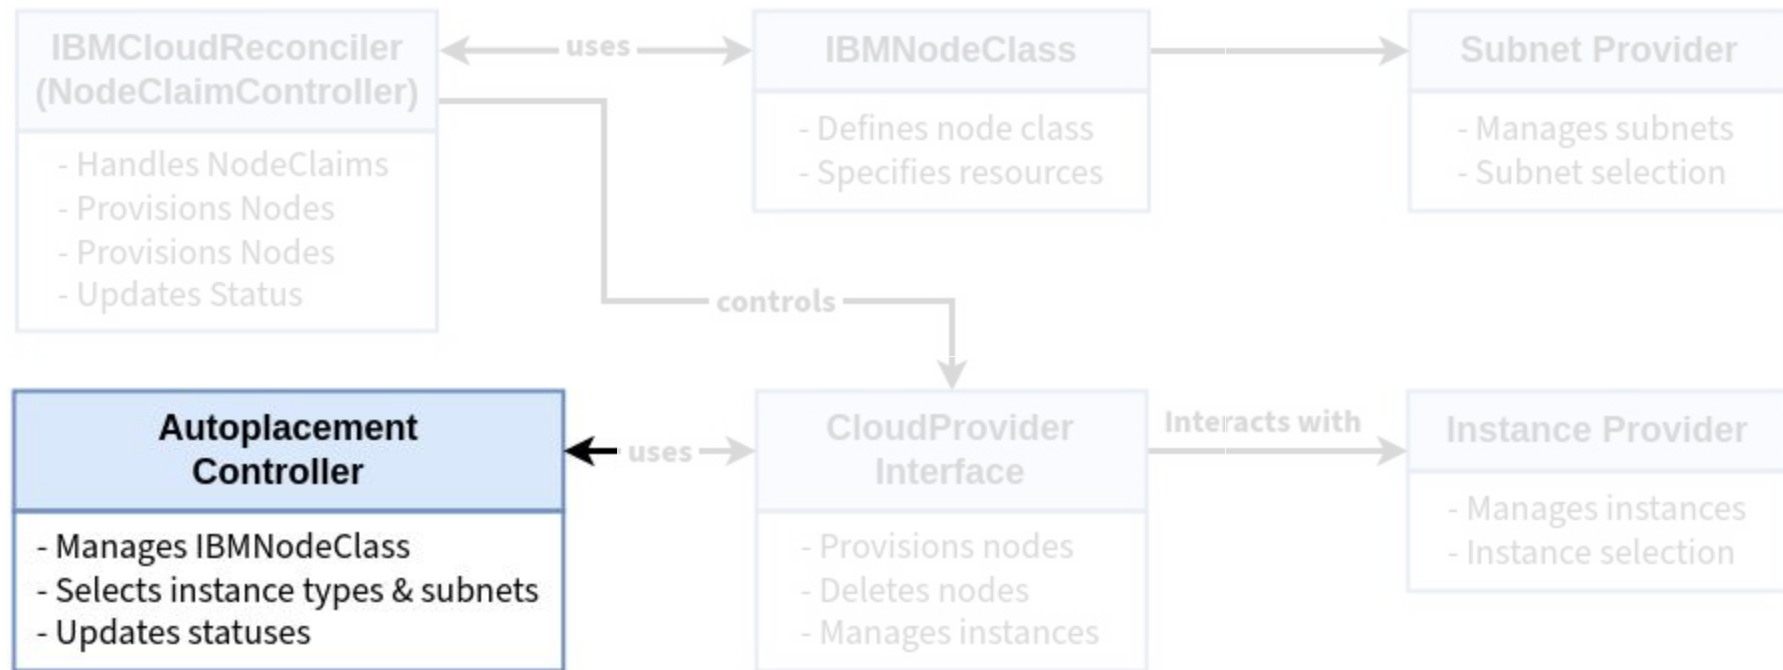 IBMCloudReconciler
(NodeClaimController)
- Handles NodeClaims
- Provisions Nodes
- Provisions Nodes
- Updates Status
uses
IBMNodeClass
- Defines node class
- Specifies resources
Subnet Provider
- Manages subnets
- Subnet selection
controls
Autoplacement
Controller
- Manages IBMNodeClass
- Selects instance types & subnets
- Updates statuses
uses
CloudProvider
Interface
- Provisions nodes
- Deletes nodes
- Manages instances
Interacts with
Instance Provider
- Manages instances
- Instance selection